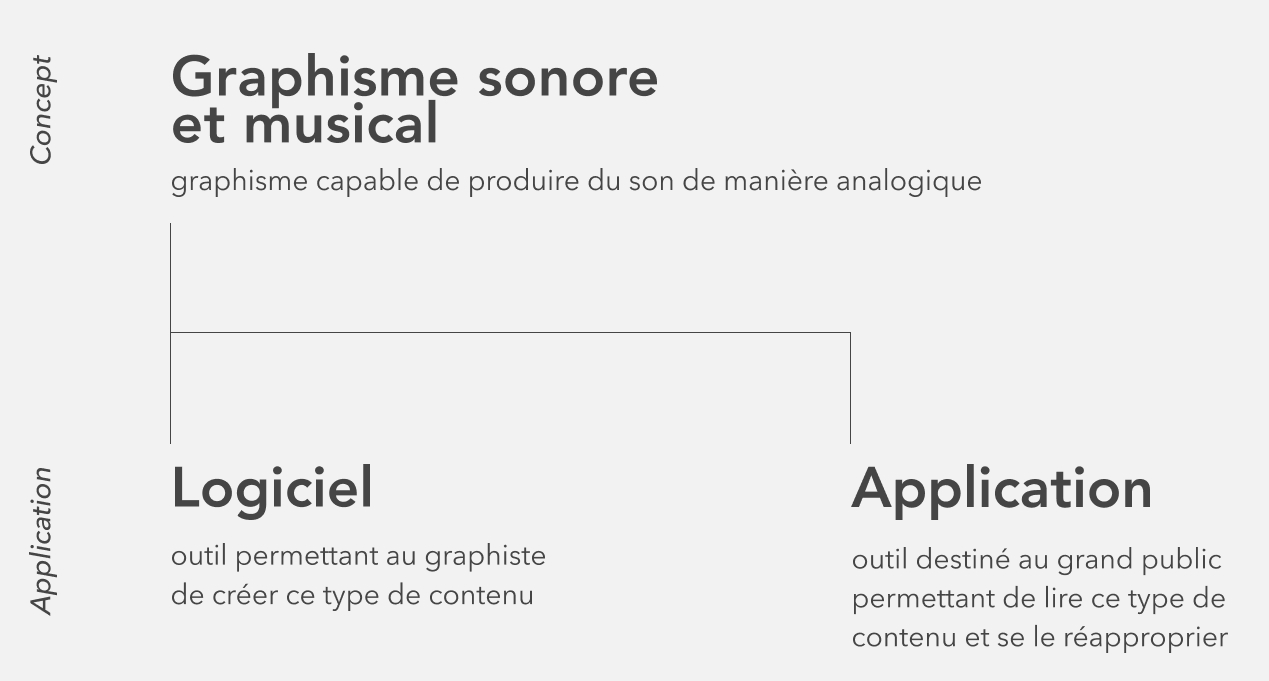 Concept
Graphisme sonore
et musical
graphisme capable de produire du son de manière analogique
Application
Logiciel
outil permettant au graphiste
de créer ce type de contenu
Application
outil destiné au grand public
permettant de lire ce type de
contenu et se le réapproprier